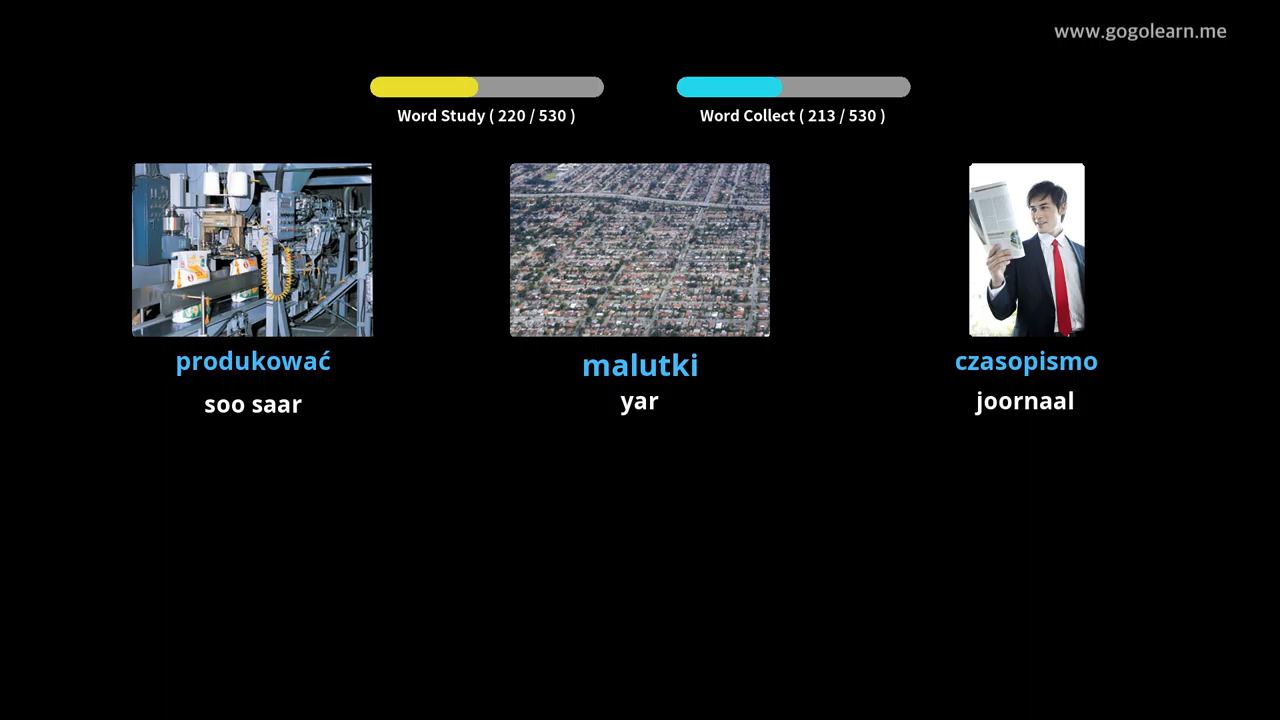 www.gogolearn.me
Word Study ( 220 / 530 )
Word Collect ( 213 / 530 )
produkować
malutki
czasopismo
soo saar
yar
joornaal